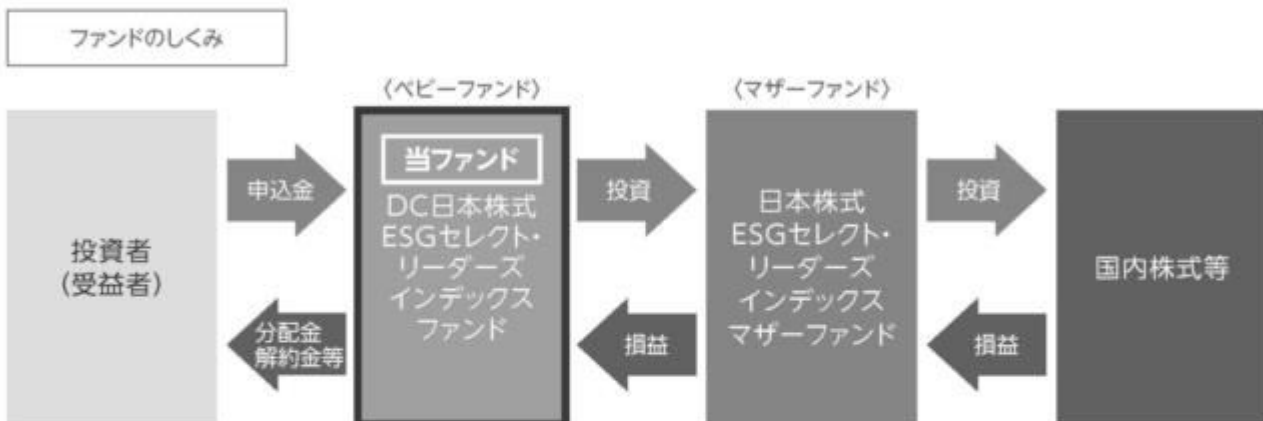 ファンドのしくみ
〈ベビーファンド〉
〈マザーファンド〉
投資者
(受益者)
申込金
分配金
解約金等
当ファンド
DC日本株式
ESGセレクト・
リーダーズ
インデックス
ファンド
投資
損益
日本株式
ESGセレクト・
リーダーズ
インデックス
マザーファンド
投資
損益
国内株式等